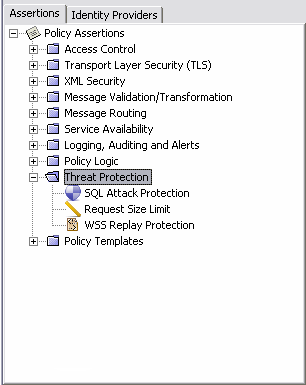 Assertions Identity Providers
Policy Assertions
Access Control
Transport Layer Security (TLS)
XML Security
Message Validation/Transformation
Message Routing
Service Availability
Logging, Auditing and Alerts
Policy Logic
Threat Protection
SQL Attack Protection
Request Size Limit
WSS Replay Protection
Policy Templates